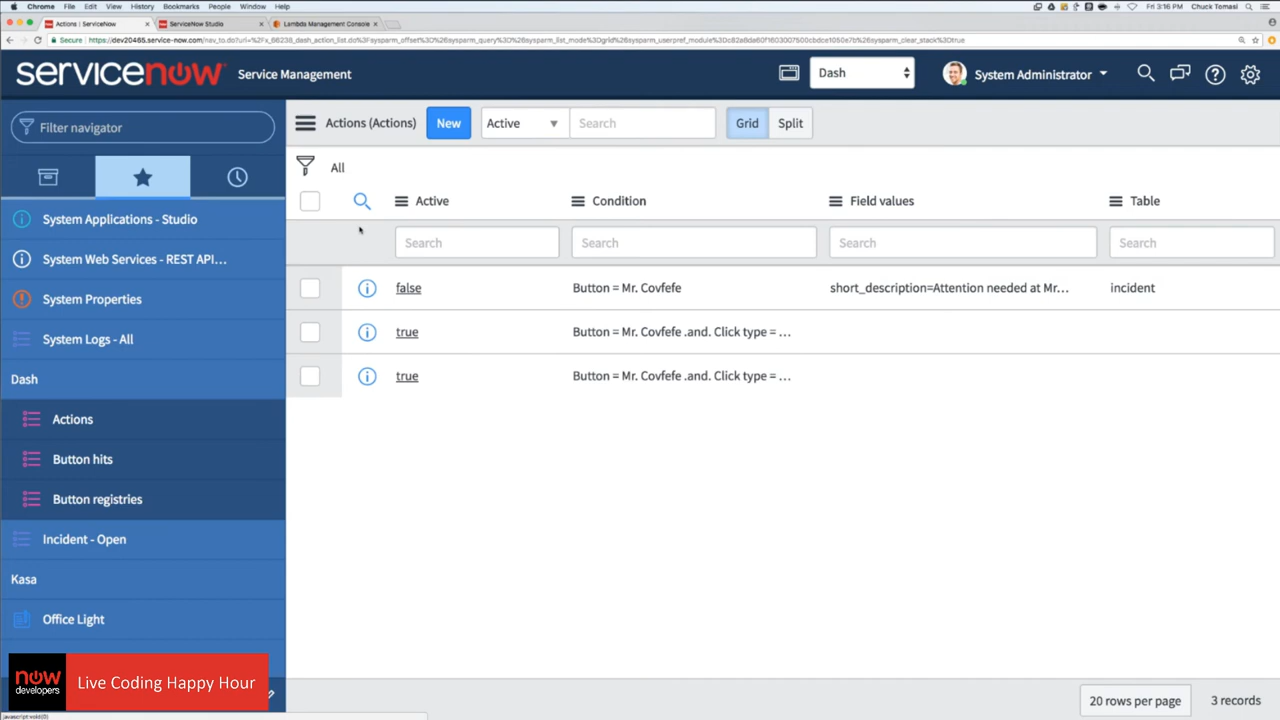 Chrome File Edit View History Bookmarks People Window Help
Fri 3:16 PM Chuck Tomasi
Actions | ServiceNow
ServiceNow Studio
Lambda Management Console
Secure
servicenow Service Management
Dash
System Administrator
Filter navigator
Actions (Actions)
New
Active
Search
Grid
Split
All
Active
Condition
Field values
Table
Search
Search
Search
Search
false
Button = Mr. Covfefe
short_description=Attention needed at Mr...
incident
true
Button = Mr. Covfefe .and. Click type = ...
true
Button = Mr. Covfefe .and. Click type = ...
System Applications - Studio
System Web Services - REST API...
System Properties
System Logs - All
Dash
Actions
Button hits
Button registries
Incident - Open
Kasa
Office Light
now developers
Live Coding Happy Hour
20 rows per page
3 records
javascript:void(0)